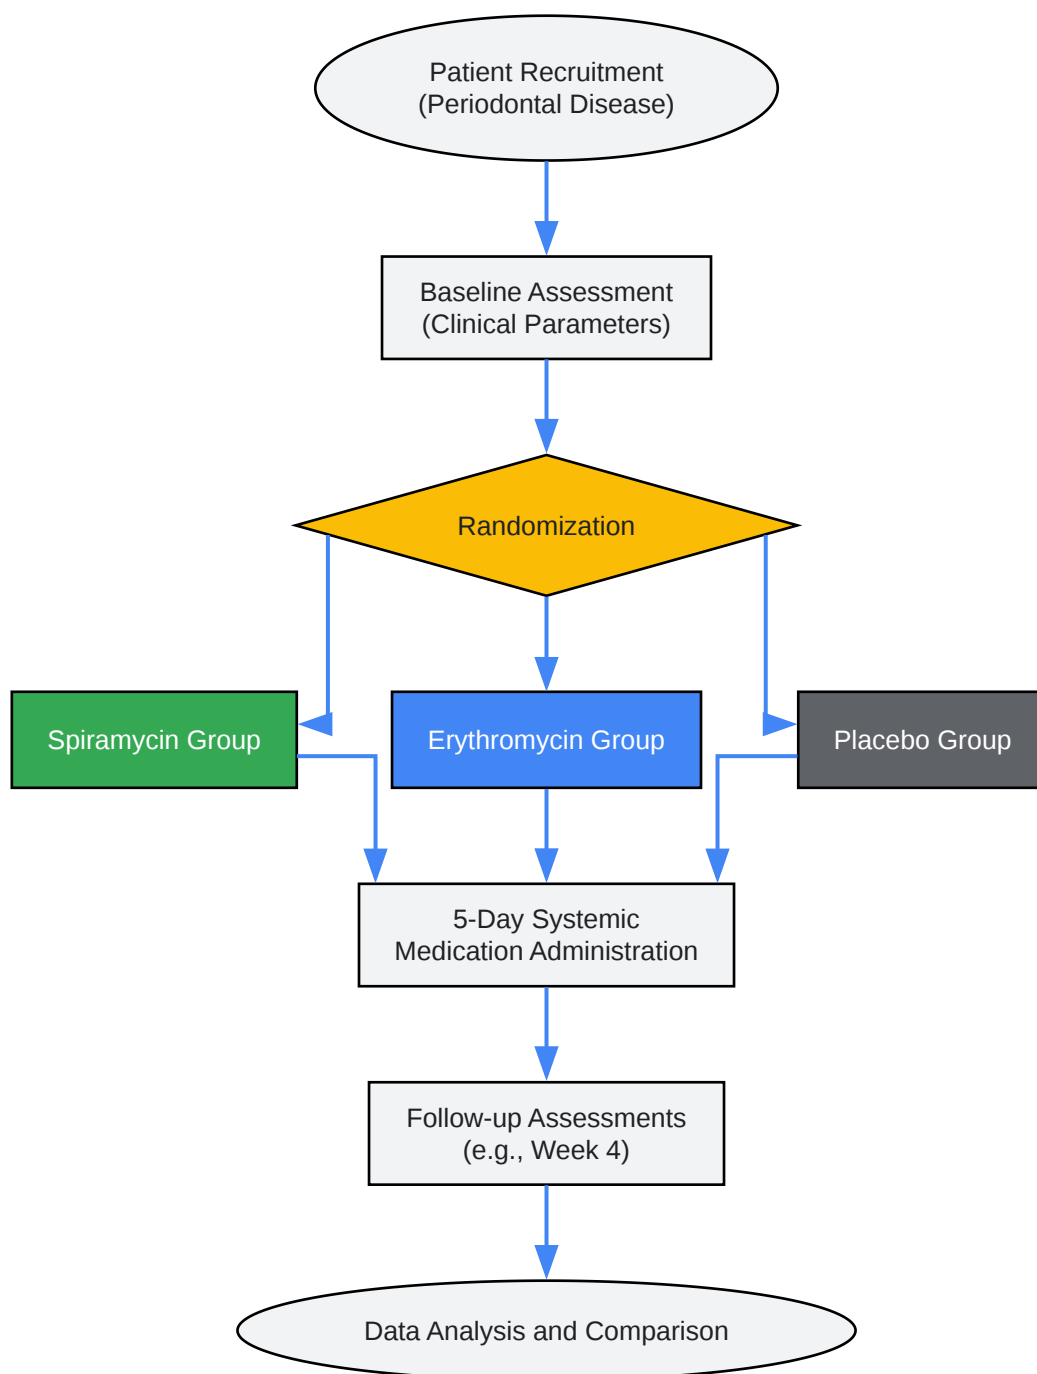 Patient Recruitment
(Periodontal Disease)
Baseline Assessment
(Clinical Parameters)
Randomization
Spiramycin Group
Erythromycin Group
Placebo Group
5-Day Systemic
Medication Administration
Follow-up Assessments
(e.g., Week 4)
Data Analysis and Comparison